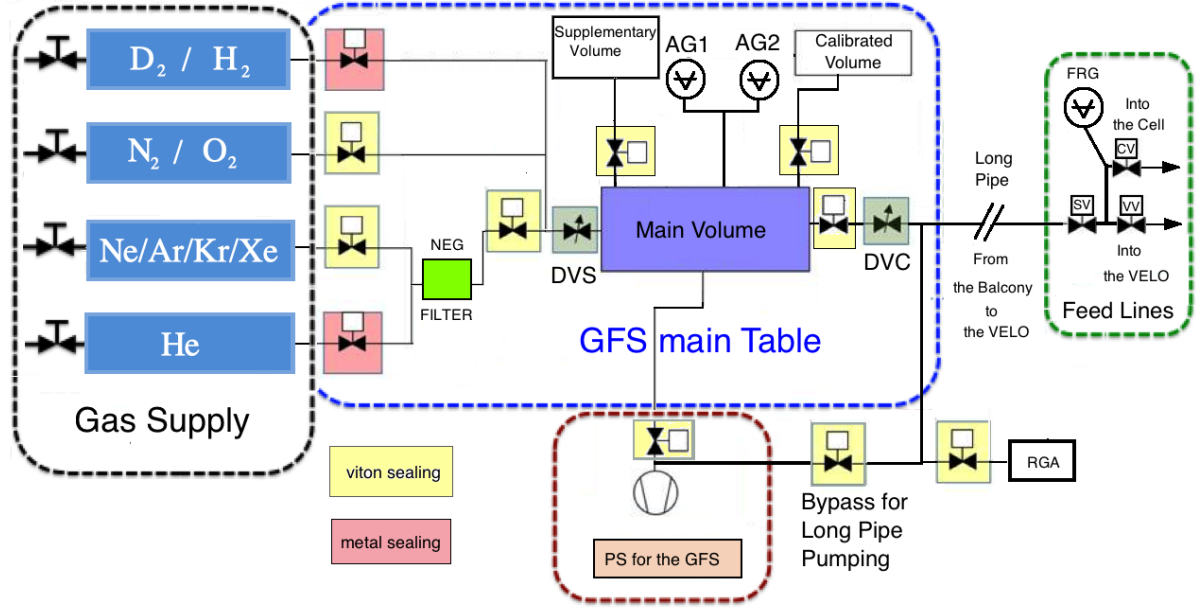 D2 / H2
N2 / O2
Ne/Ar/Kr/Xe
He
Gas Supply
viton sealing
metal sealing
NEG
FILTER
Supplementary
Volume
AG1
AG2
Calibrated
Volume
DVS
Main Volume
DVC
GFS main Table
PS for the GFS
Bypass for
Long Pipe
Pumping
RGA
Long
Pipe
From
the Balcony
to
the VELO
FRG
Into
the Cell
CV
SV
VV
Into
the VELO
Feed Lines